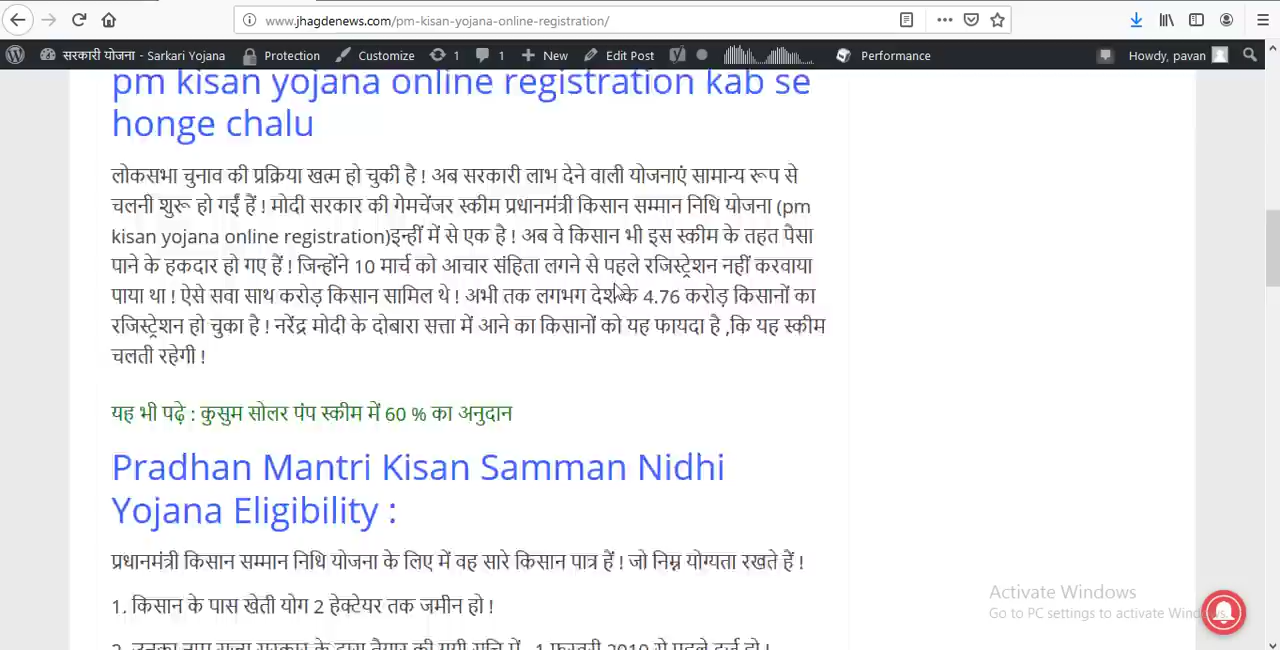 www.jhagdenews.com/pm-kisan-yojana-online-registration/
सरकारी योजना - Sarkari Yojana Protection Customize 1 1 New Edit Post Performance Howdy, pavan
pm kisan yojana online registration kab se
honge chalu
लोकसभा चुनाव की प्रक्रिया खत्म हो चुकी है ! अब सरकारी लाभ देने वाली योजनाएं सामान्य रूप से
चलनी शुरू हो गईं हैं ! मोदी सरकार की गेमचेंजर स्कीम प्रधानमंत्री किसान सम्मान निधि योजना (pm
kisan yojana online registration)इन्हीं में से एक है ! अब वे किसान भी इस स्कीम के तहत पैसा
पाने के हकदार हो गए हैं ! जिन्होंने 10 मार्च को आचार संहिता लगने से पहले रजिस्ट्रेशन नहीं करवाया
पाया था ! ऐसे सवा साथ करोड़ किसान सामिल थे ! अभी तक लगभग देश के 4.76 करोड़ किसानों का
रजिस्ट्रेशन हो चुका है ! नरेंद्र मोदी के दोबारा सत्ता में आने का किसानों को यह फायदा है ,कि यह स्कीम
चलती रहेगी !
यह भी पढ़े : कुसुम सोलर पंप स्कीम में 60 % का अनुदान
Pradhan Mantri Kisan Samman Nidhi
Yojana Eligibility :
प्रधानमंत्री किसान सम्मान निधि योजना के लिए में वह सारे किसान पात्र हैं ! जो निम्न योग्यता रखते हैं !
1. किसान के पास खेती योग 2 हेक्टेयर तक जमीन हो !
Activate Windows
Go to PC settings to activate Windows.